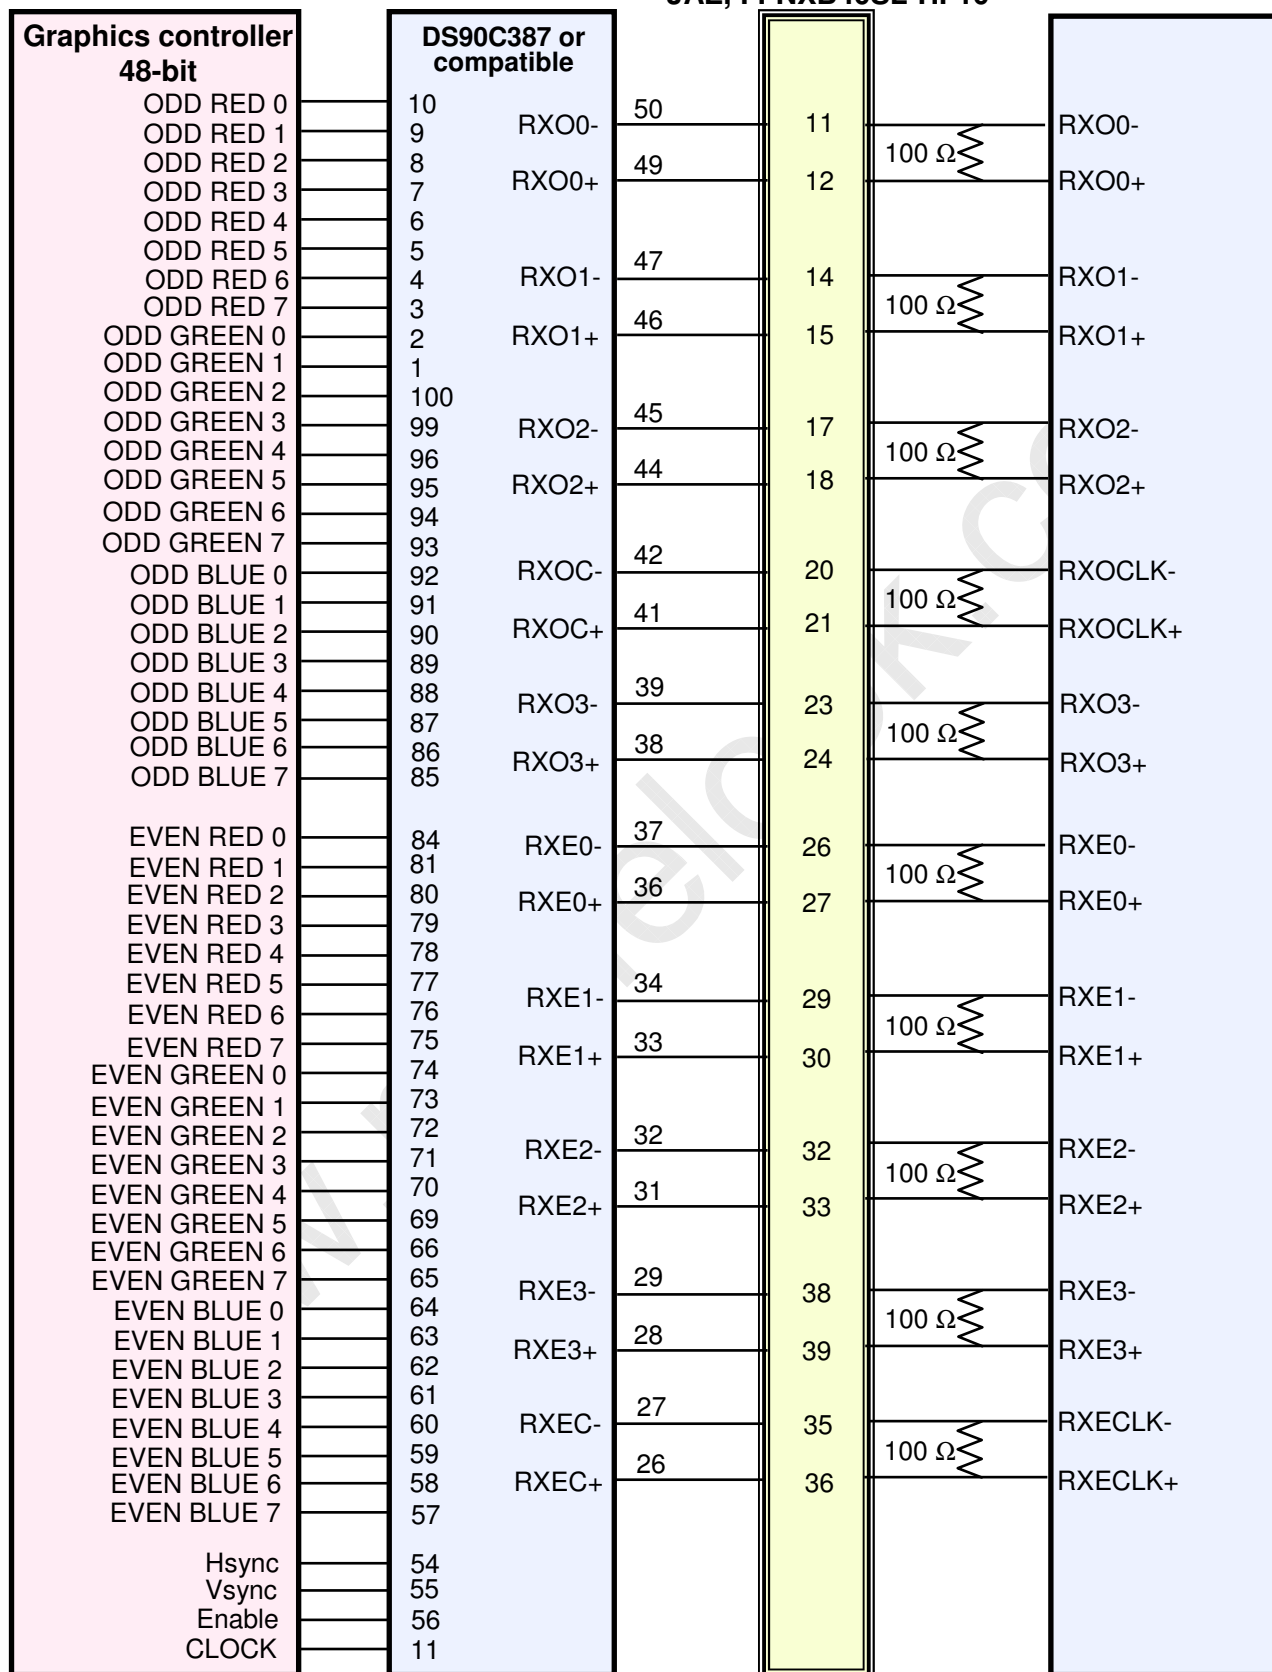 Graphics controller
48-bit
DS90C387 or
compatible
ODD RED 0 10
ODD RED 1 9
ODD RED 2 8
ODD RED 3 7
ODD RED 4 6
ODD RED 5 5
ODD RED 6 4
ODD RED 7 3
ODD GREEN 0 2
ODD GREEN 1 1
ODD GREEN 2 100
ODD GREEN 3 99
ODD GREEN 4 96
ODD GREEN 5 95
ODD GREEN 6 94
ODD GREEN 7 93
ODD BLUE 0 92
ODD BLUE 1 91
ODD BLUE 2 90
ODD BLUE 3 89
ODD BLUE 4 88
ODD BLUE 5 87
ODD BLUE 6 86
ODD BLUE 7 85
EVEN RED 0 84
EVEN RED 1 81
EVEN RED 2 80
EVEN RED 3 79
EVEN RED 4 78
EVEN RED 5 77
EVEN RED 6 76
EVEN RED 7 75
EVEN GREEN 0 74
EVEN GREEN 1 73
EVEN GREEN 2 72
EVEN GREEN 3 71
EVEN GREEN 4 70
EVEN GREEN 5 69
EVEN GREEN 6 66
EVEN GREEN 7 65
EVEN BLUE 0 64
EVEN BLUE 1 63
EVEN BLUE 2 62
EVEN BLUE 3 61
EVEN BLUE 4 60
EVEN BLUE 5 59
EVEN BLUE 6 58
EVEN BLUE 7 57
Hsync 54
Vsync 55
Enable 56
CLOCK 11
RXO0- 50 11 RXO0-
100 Ω
RXO0+ 49 12 RXO0+
RXO1- 47 14 RXO1-
100 Ω
RXO1+ 46 15 RXO1+
RXO2- 45 17 RXO2-
100 Ω
RXO2+ 44 18 RXO2+
RXOC- 42 20 RXOCLK-
100 Ω
RXOC+ 41 21 RXOCLK+
RXO3- 39 23 RXO3-
100 Ω
RXO3+ 38 24 RXO3+
RXE0- 37 26 RXE0-
100 Ω
RXE0+ 36 27 RXE0+
RXE1- 34 29 RXE1-
100 Ω
RXE1+ 33 30 RXE1+
RXE2- 32 32 RXE2-
100 Ω
RXE2+ 31 33 RXE2+
RXE3- 29 38 RXE3-
100 Ω
RXE3+ 28 39 RXE3+
RXEC- 27 35 RXECLK-
100 Ω
RXEC+ 26 36 RXECLK+